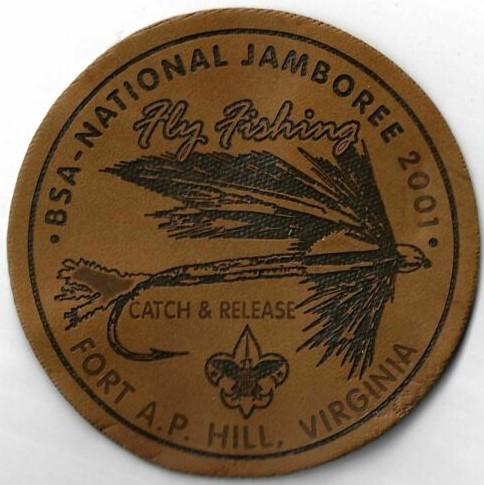 • BSA-NATIONAL JAMBOREE 2001 •
Fly Fishing
CATCH & RELEASE
FORT A.P. HILL, VIRGINIA